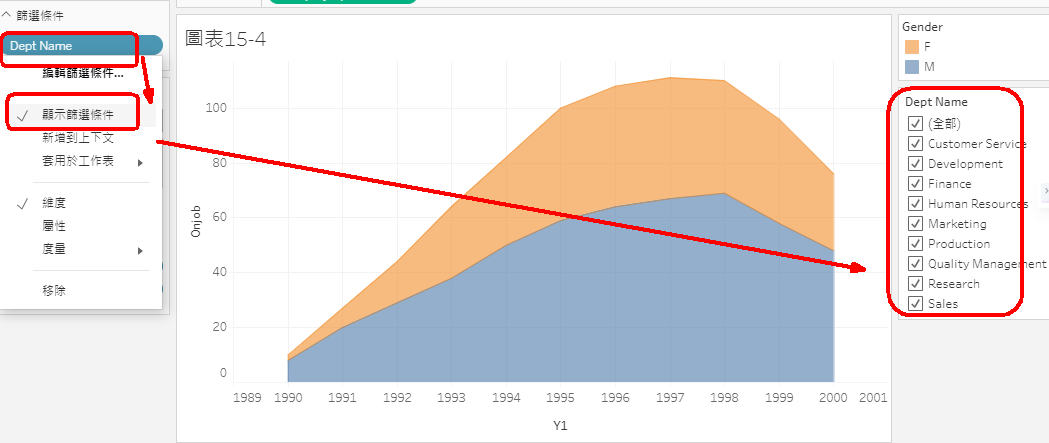 篩選條件
Dept Name
編輯篩選條件...
顯示篩選條件
新增到上下文
套用於工作表
維度
屬性
度量
移除
圖表15-4
Onjob
100
80
60
40
20
0
1989 1990 1991 1992 1993 1994 1995 1996 1997 1998 1999 2000 2001
Y1
Gender
F
M
Dept Name
(全部)
Customer Service
Development
Finance
Human Resources
Marketing
Production
Quality Management
Research
Sales